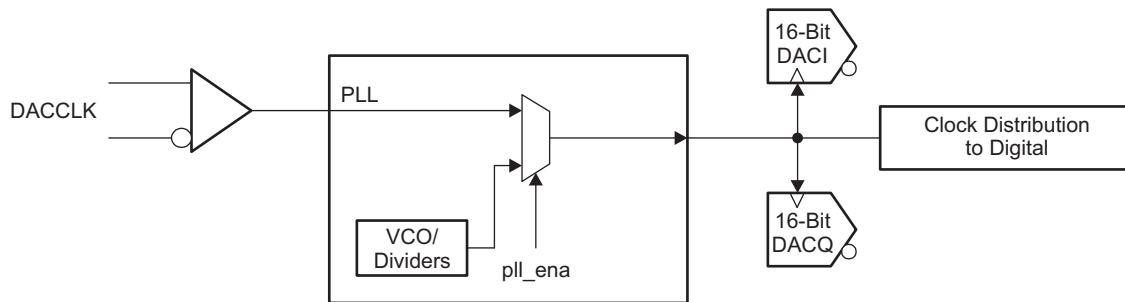 DACCLK
PLL
VCO/
Dividers
pll_ena
16-Bit
DACI
Clock Distribution
to Digital
16-Bit
DACQ